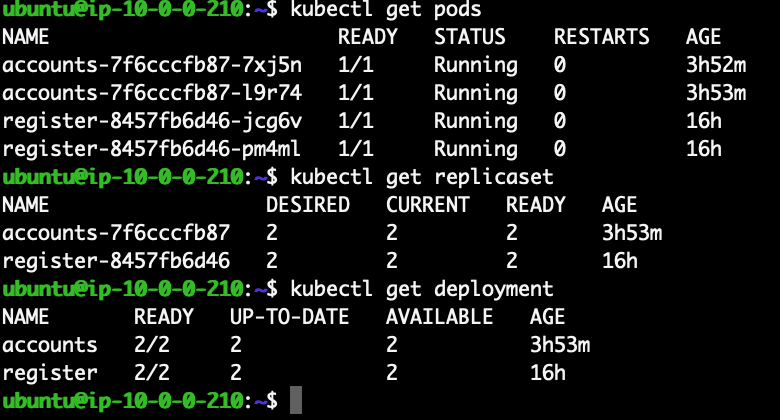 ubuntu@ip-10-0-0-210:~$ kubectl get pods
NAME                        READY   STATUS    RESTARTS   AGE
accounts-7f6cccfb87-7xj5n   1/1     Running   0          3h52m
accounts-7f6cccfb87-l9r74   1/1     Running   0          3h53m
register-8457fb6d46-jcg6v   1/1     Running   0          16h
register-8457fb6d46-pm4ml   1/1     Running   0          16h
ubuntu@ip-10-0-0-210:~$ kubectl get replicaset
NAME                  DESIRED   CURRENT   READY   AGE
accounts-7f6cccfb87   2         2         2       3h53m
register-8457fb6d46   2         2         2       16h
ubuntu@ip-10-0-0-210:~$ kubectl get deployment
NAME       READY   UP-TO-DATE   AVAILABLE   AGE
accounts   2/2     2            2           3h53m
register   2/2     2            2           16h
ubuntu@ip-10-0-0-210:~$